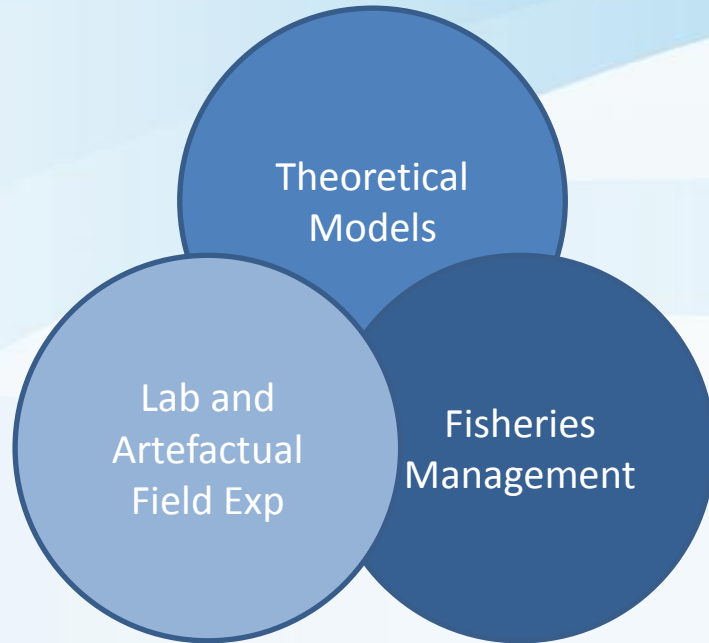 Theoretical
Models
Lab and
Artefactual
Field Exp
Fisheries
Management